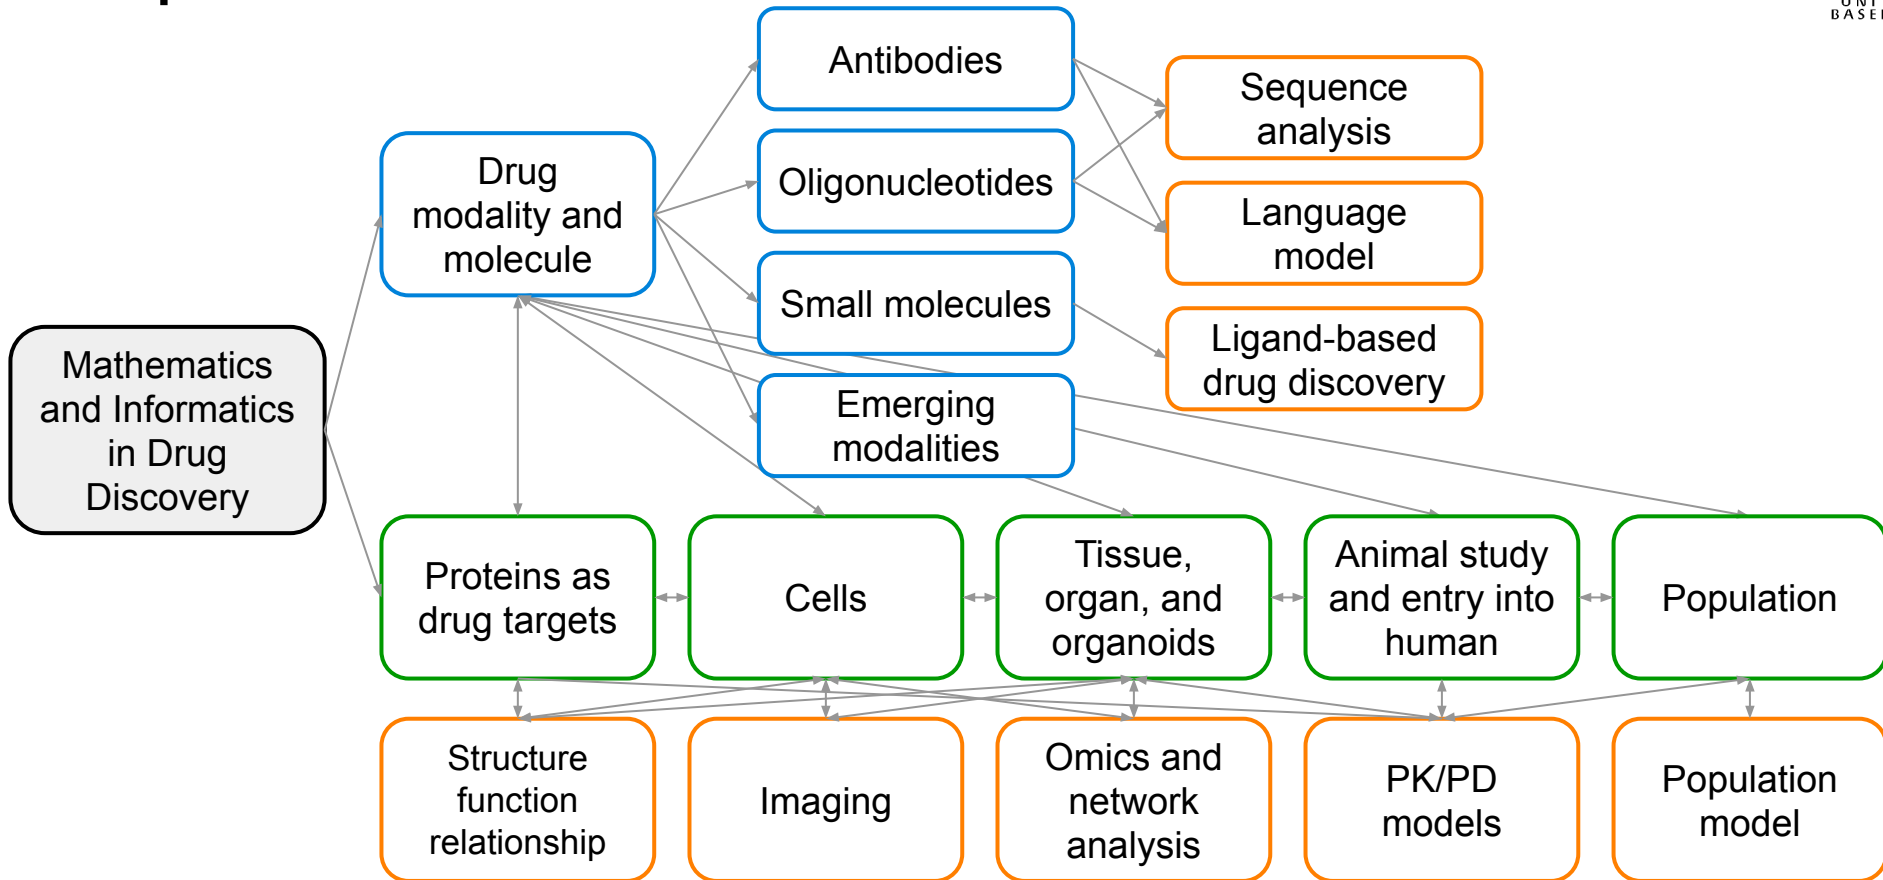 BASEL
Antibodies
Sequence
analysis
Drug
modality and
molecule
Oligonucleotides
Language
model
Small molecules
Ligand-based
drug discovery
Mathematics
and Informatics
in Drug
Discovery
Emerging
modalities
Proteins as
drug targets
Cells
Tissue,
organ, and
organoids
Animal study
and entry into
human
Population
Structure
function
relationship
Imaging
Omics and
network
analysis
PK/PD
models
Population
model